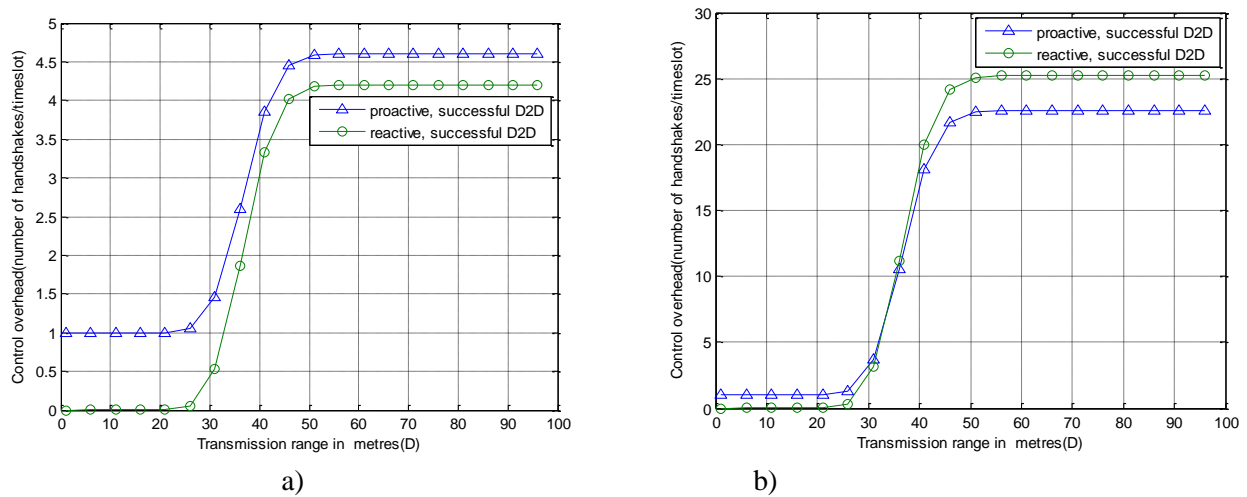 5
4.5
4
3.5
3
2.5
2
1.5
1
0.5
0
Control overhead(number of handshakes/timeslot)
proactive, successful D2D
reactive, successful D2D
0 10 20 30 40 50 60 70 80 90 100
Transmission range in metres(D)
a)
30
25
20
15
10
5
0
Control overhead(number of handshakes/timeslot)
proactive, successful D2D
reactive, successful D2D
0 10 20 30 40 50 60 70 80 90 100
Transmission range in metres(D)
b)